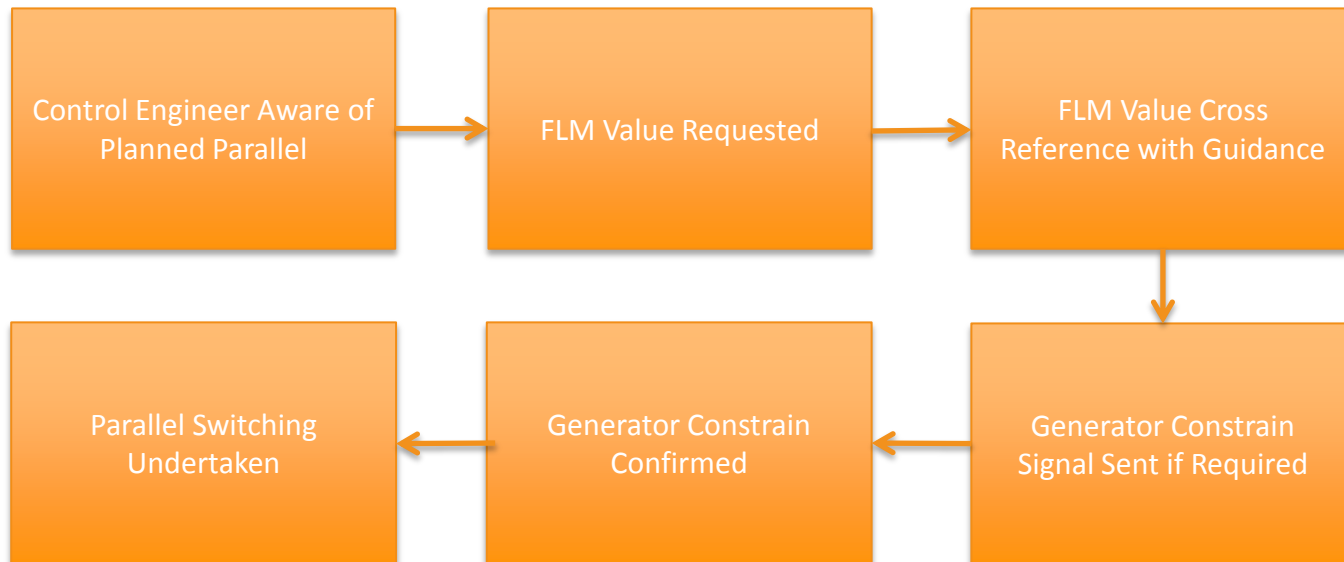 Control Engineer Aware of
Planned Parallel
FLM Value Requested
FLM Value Cross
Reference with Guidance
Generator Constrain
Signal Sent if Required
Generator Constrain
Confirmed
Parallel Switching
Undertaken